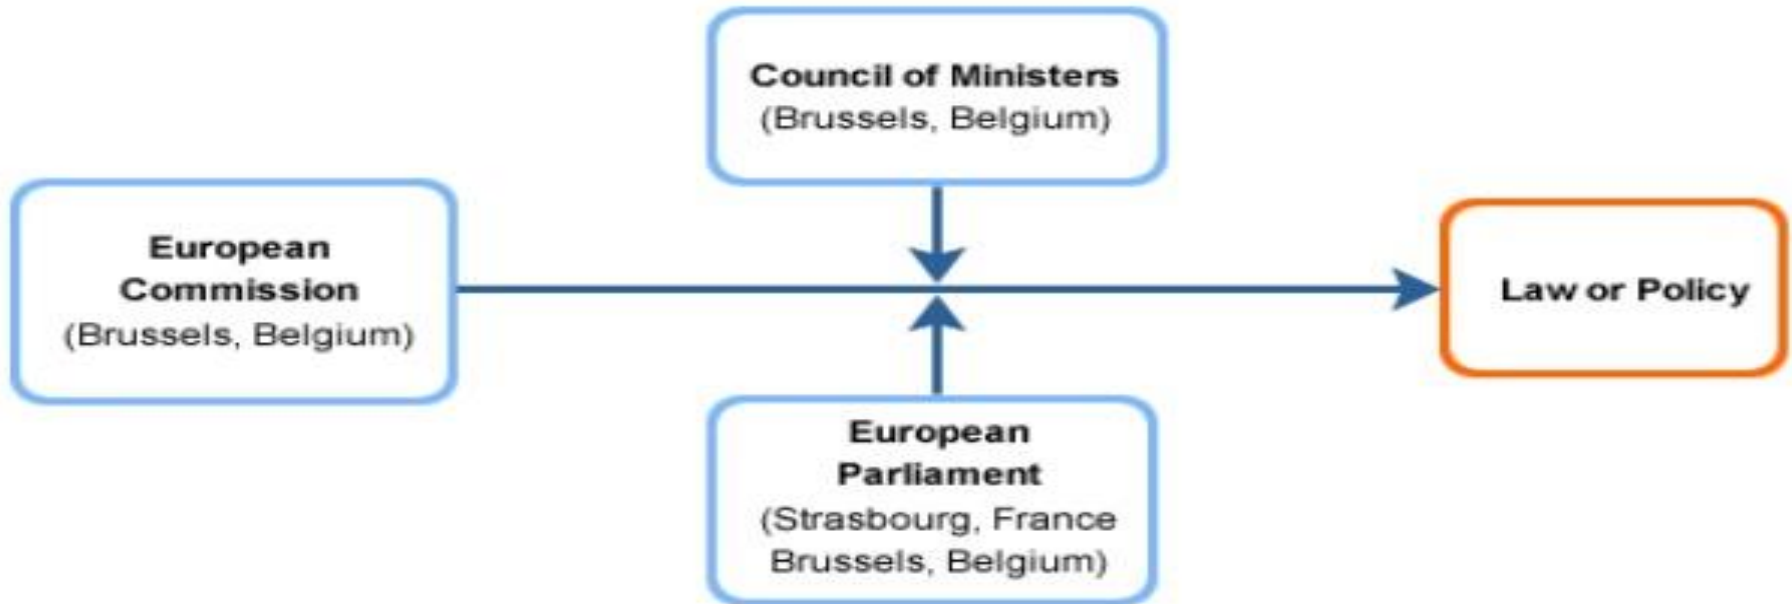 Council of Ministers
(Brussels, Belgium)
European
Commission
(Brussels, Belgium)
Law or Policy
European
Parliament
(Strasbourg, France
Brussels, Belgium)